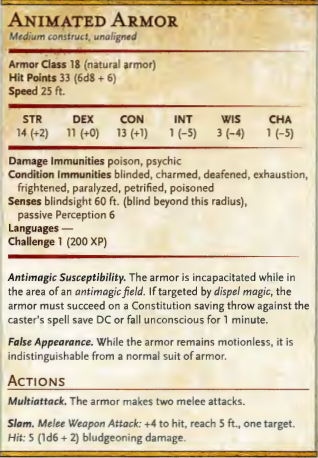 ANIMATED ARMOR
Medium construct, unaligned
Armor Class 18 (natural armor)
Hit Points 33 (6d8 + 6)
Speed 25 ft.
STR DEX CON INT WIS CHA
14 (+2) 11 (+0) 13 (+1) 1 (−5) 3 (−4) 1 (−5)
Damage Immunities poison, psychic
Condition Immunities blinded, charmed, deafened, exhaustion,
frightened, paralyzed, petrified, poisoned
Senses blindsight 60 ft. (blind beyond this radius),
passive Perception 6
Languages —
Challenge 1 (200 XP)
Antimagic Susceptibility. The armor is incapacitated while in
the area of an antimagic field. If targeted by dispel magic, the
armor must succeed on a Constitution saving throw against the
caster's spell save DC or fall unconscious for 1 minute.
False Appearance. While the armor remains motionless, it is
indistinguishable from a normal suit of armor.
ACTIONS
Multiattack. The armor makes two melee attacks.
Slam. Melee Weapon Attack: +4 to hit, reach 5 ft., one target.
Hit: 5 (1d6 + 2) bludgeoning damage.